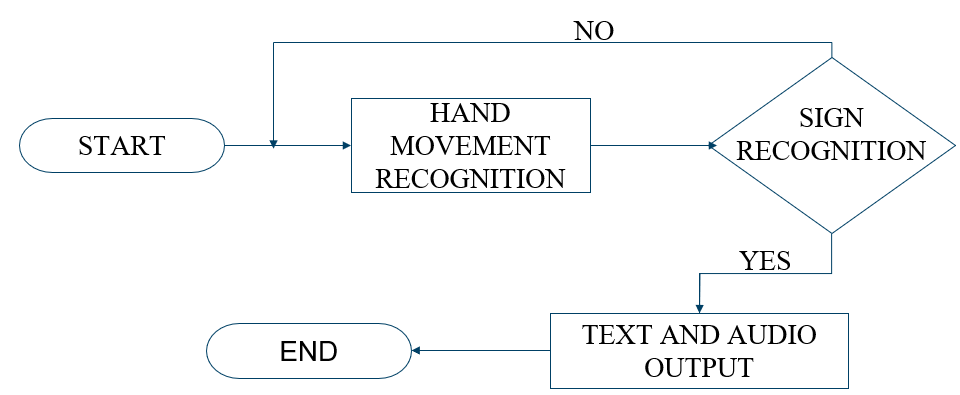 NO
START
HAND
MOVEMENT
RECOGNITION
SIGN
RECOGNITION
YES
TEXT AND AUDIO
OUTPUT
END